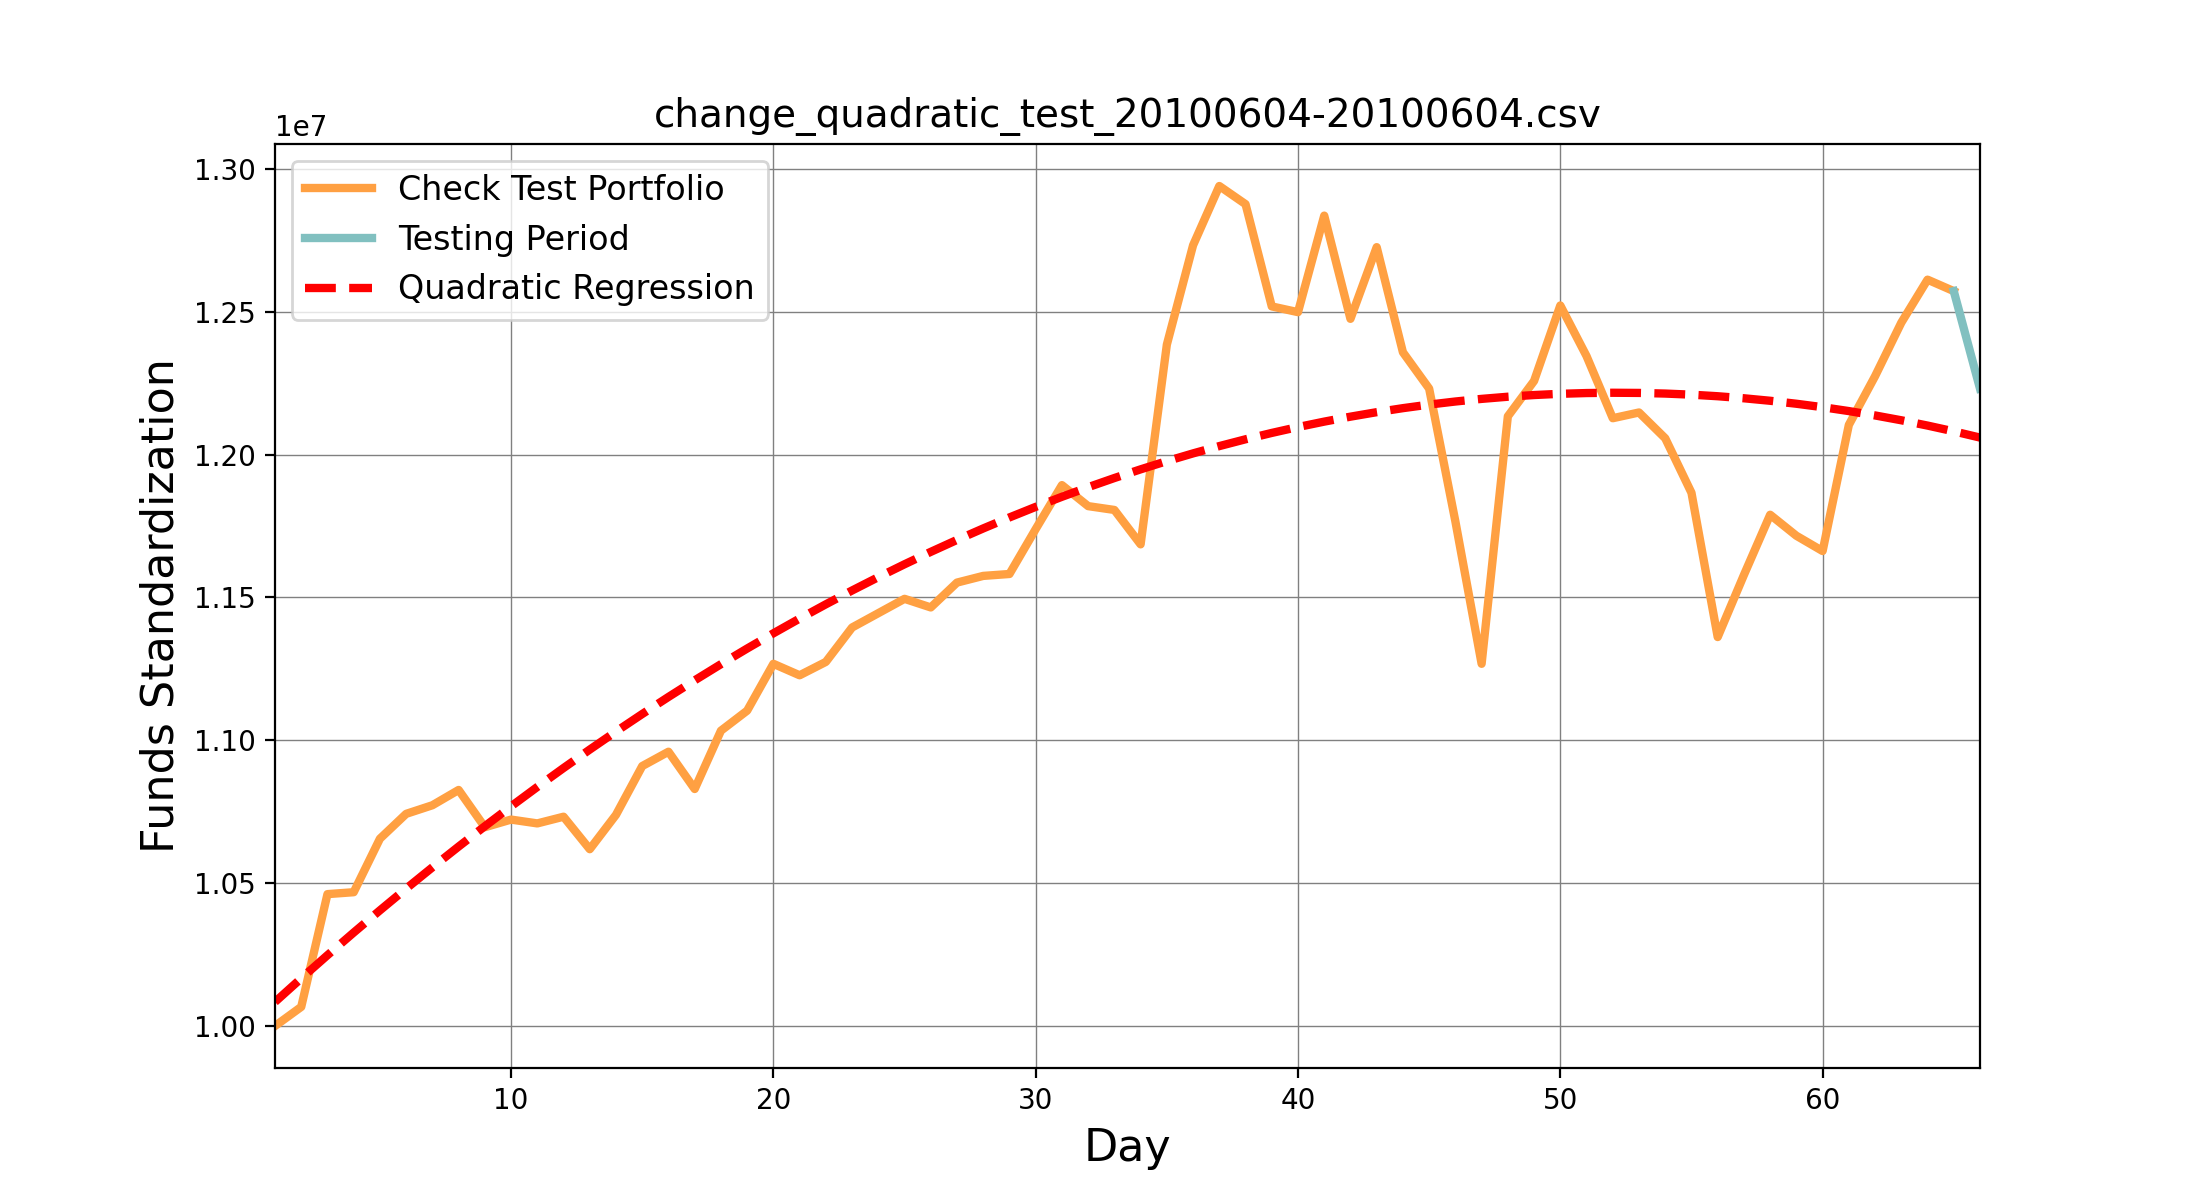 change_quadratic_test_20100604-20100604.csv
1e7
1.30
1.25
1.20
1.15
1.10
1.05
1.00
Funds Standardization
Check Test Portfolio
Testing Period
Quadratic Regression
10 20 30 40 50 60
Day